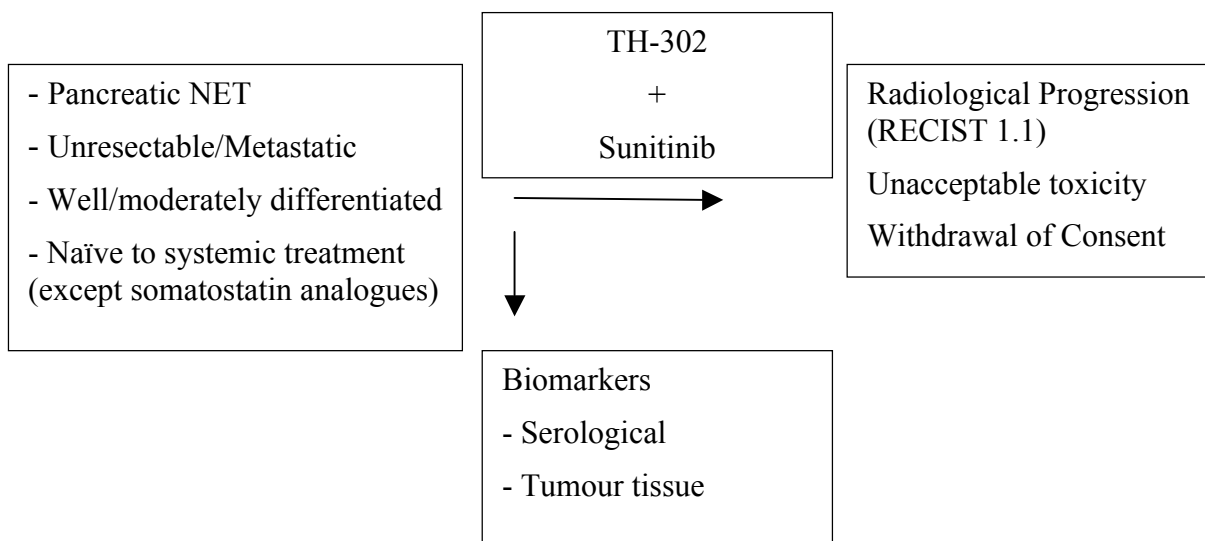 - Pancreatic NET
- Unresectable/Metastatic
- Well/moderately differentiated
- Naïve to systemic treatment
(except somatostatin analogues)
TH-302
+
Sunitinib
Radiological Progression
(RECIST 1.1)
Unacceptable toxicity
Withdrawal of Consent
Biomarkers
- Serological
- Tumour tissue